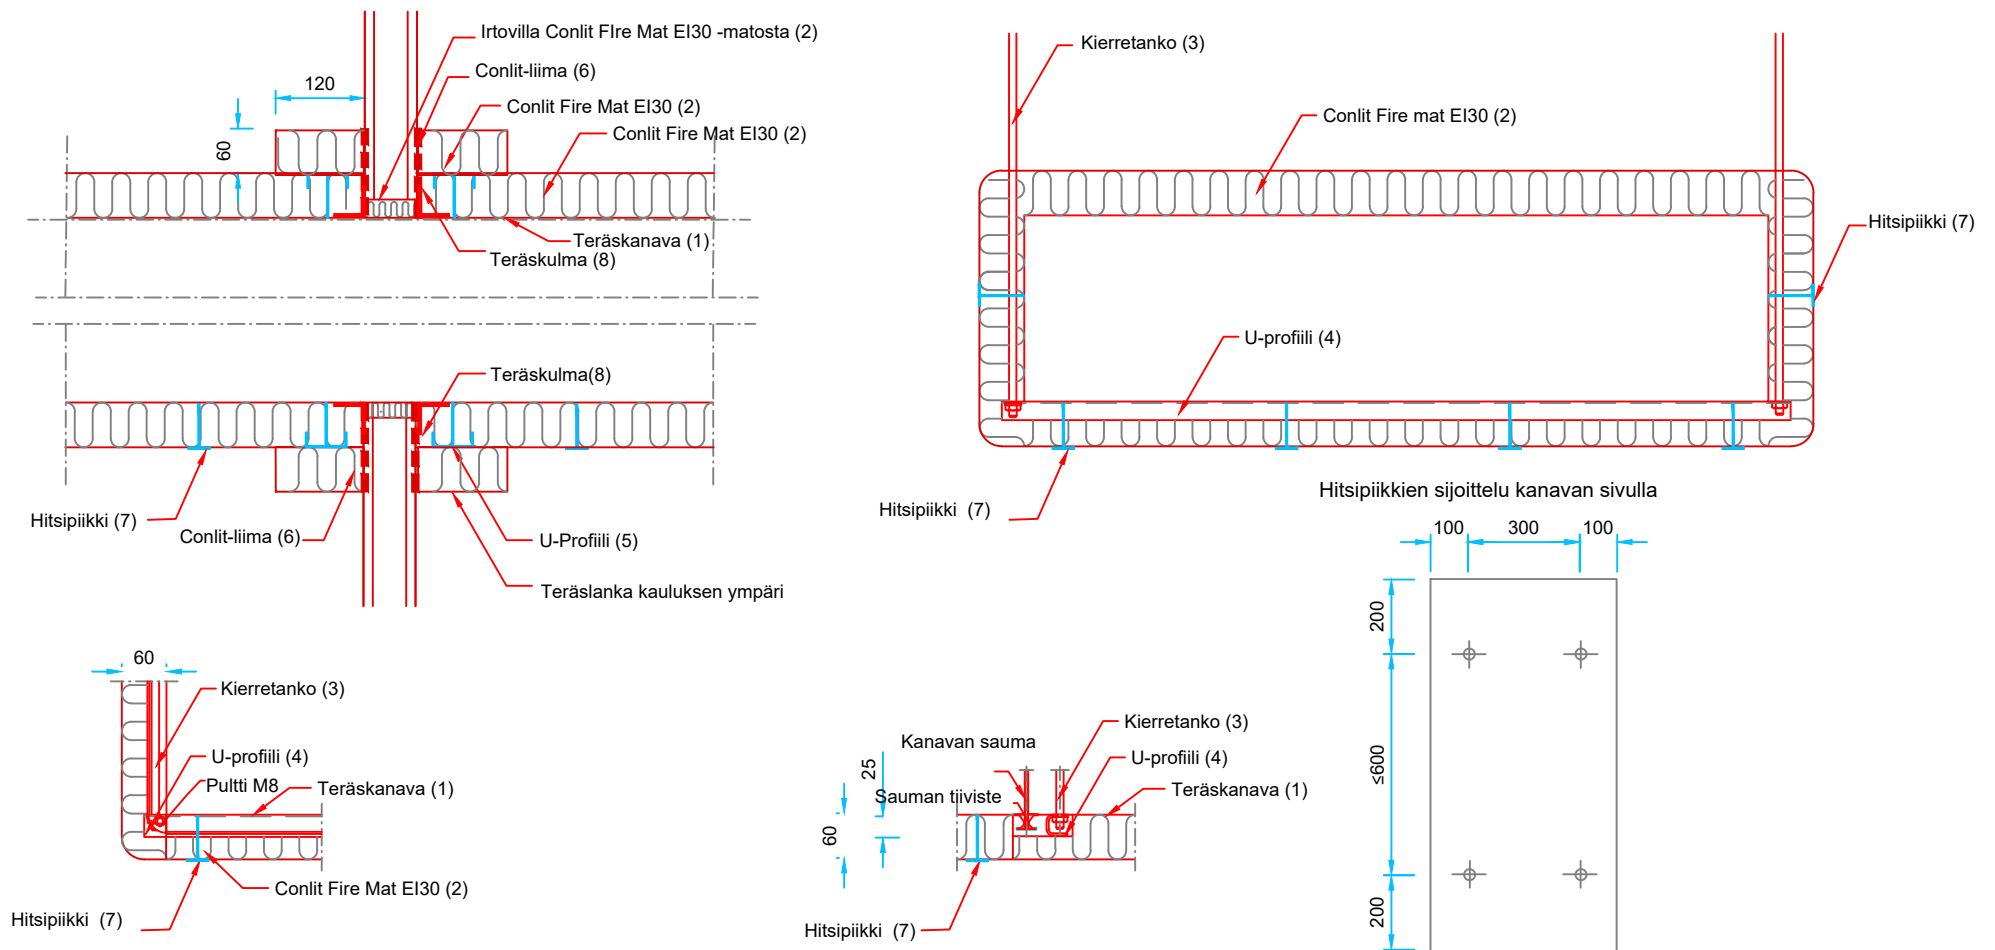 Irtovilla Conlit FIre Mat EI30 -matosta (2)
Conlit-liima (6)
120
Conlit Fire Mat EI30 (2)
Conlit Fire Mat EI30 (2)
60
Teräskanava (1)
Teräskulma (8)
Teräskulma(8)
Hitsipiikki (7)
Conlit-liima (6)
U-Profiili (5)
Teräslanka kauluksen ympäri
Kierretanko (3)
Conlit Fire mat EI30 (2)
Hitsipiikki (7)
U-profiili (4)
Hitsipiikki  (7)
Hitsipiikkien sijoittelu kanavan sivulla
100
300
100
200
≤600
200
60
Kierretanko (3)
U-profiili (4)
Pultti M8
Teräskanava (1)
Conlit Fire Mat EI30 (2)
Hitsipiikki  (7)
Kierretanko (3)
Kanavan sauma
U-profiili (4)
25
Sauman tiiviste
Teräskanava (1)
60
Hitsipiikki  (7)